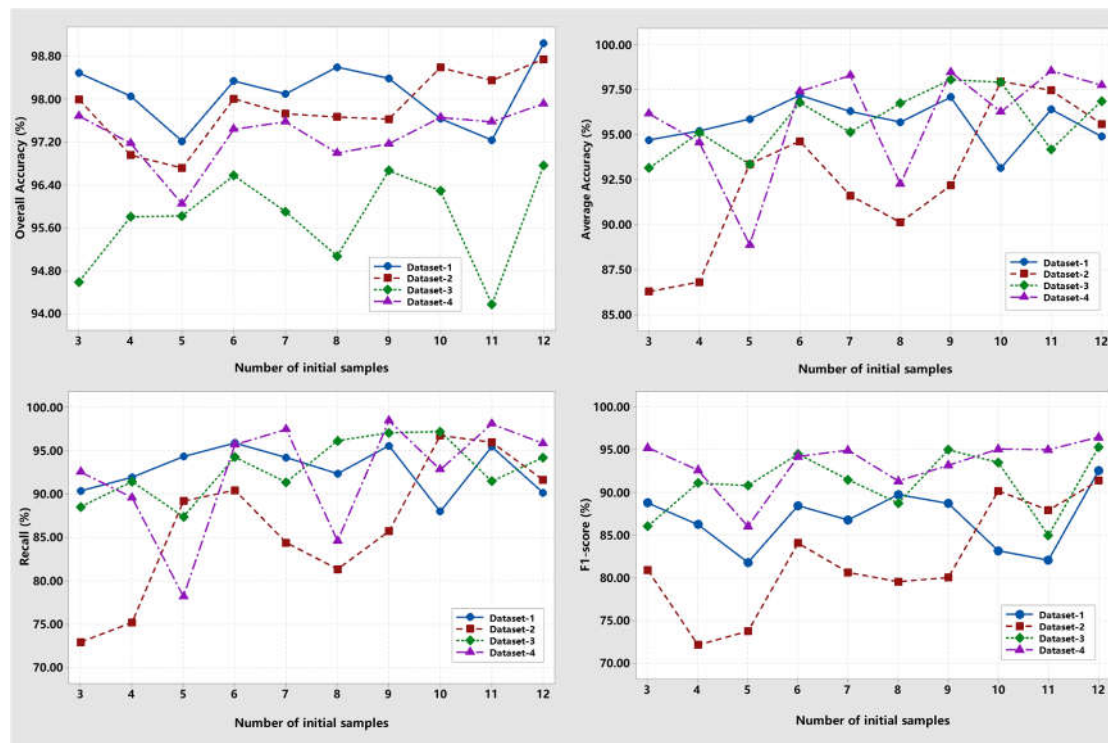 Overall Accuracy (%)
98.80
98.00
97.20
96.40
95.60
94.80
94.00
Dataset-1
Dataset-2
Dataset-3
Dataset-4
3 4 5 6 7 8 9 10 11 12
Number of initial samples
Average Accuracy (%)
100.00
97.50
95.00
92.50
90.00
87.50
85.00
Dataset-1
Dataset-2
Dataset-3
Dataset-4
3 4 5 6 7 8 9 10 11 12
Number of initial samples
Recall (%)
100.00
95.00
90.00
85.00
80.00
75.00
70.00
Dataset-1
Dataset-2
Dataset-3
Dataset-4
3 4 5 6 7 8 9 10 11 12
Number of initial samples
F1-score (%)
100.00
95.00
90.00
85.00
80.00
75.00
70.00
Dataset-1
Dataset-2
Dataset-3
Dataset-4
3 4 5 6 7 8 9 10 11 12
Number of initial samples